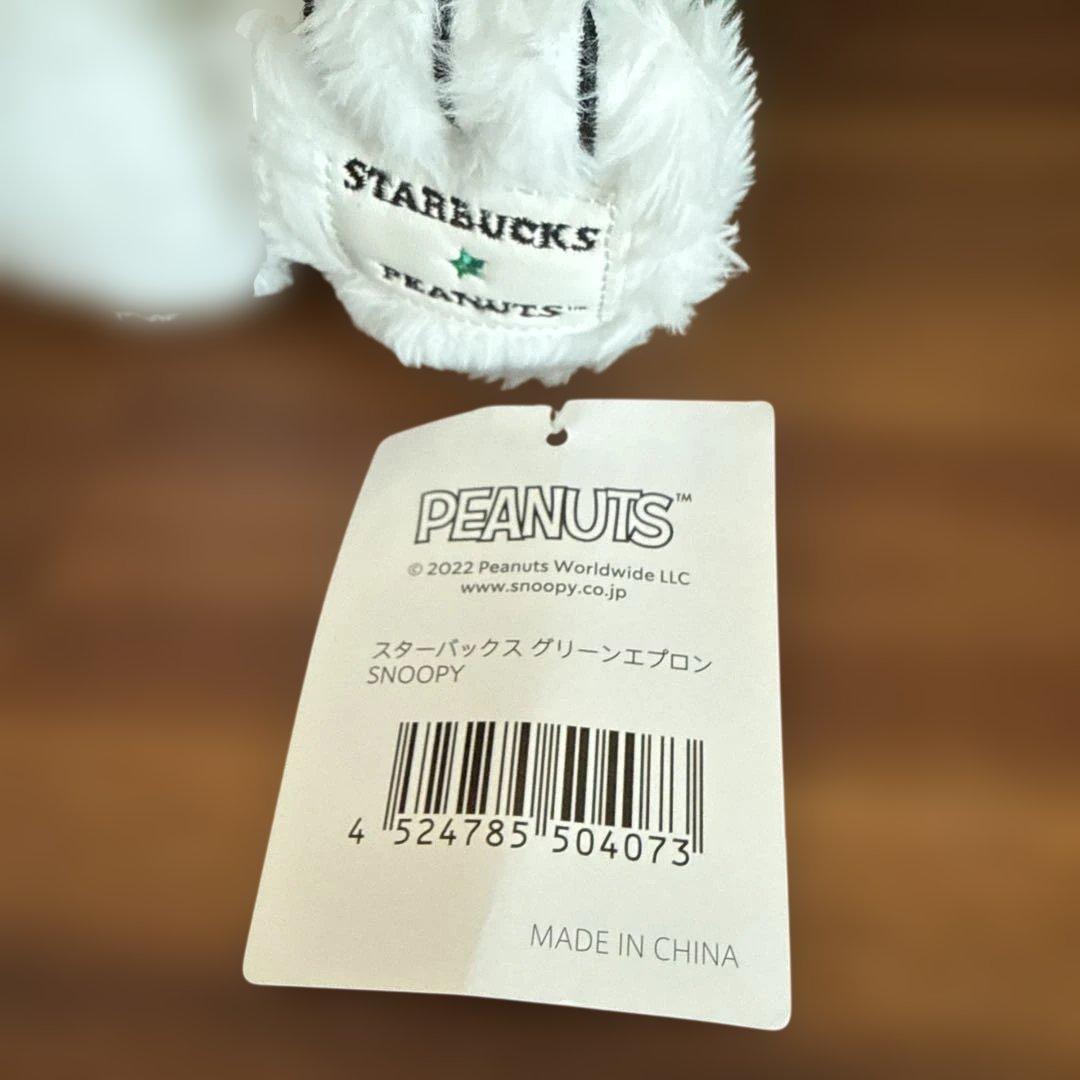 STARBUCKS
PEANUTS™
PEANUTS™
© 2022 Peanuts Worldwide LLC
www.snoopy.co.jp
スターバックス グリーンエプロン
SNOOPY
4 524785 504073
MADE IN CHINA